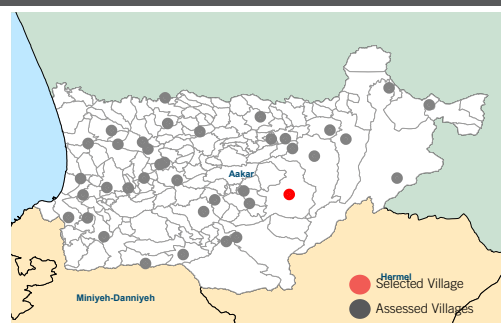 Aakar
Hermel
Selected Village
Miniyeh-Danniyeh
Assessed Villages